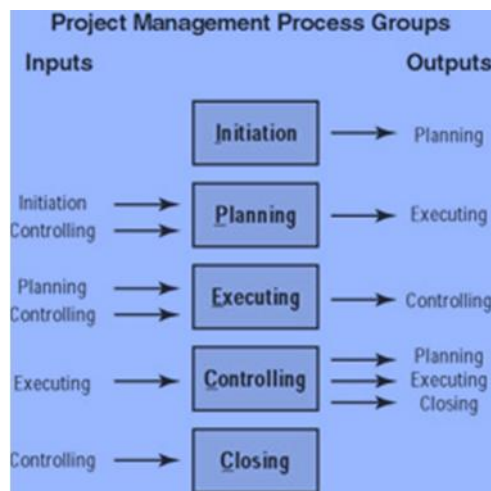 Project Management Process Groups
Inputs
Outputs
Initiation
Planning
Initiation
Controlling
Planning
Executing
Planning
Controlling
Executing
Controlling
Executing
Controlling
Planning
Executing
Closing
Controlling
Closing